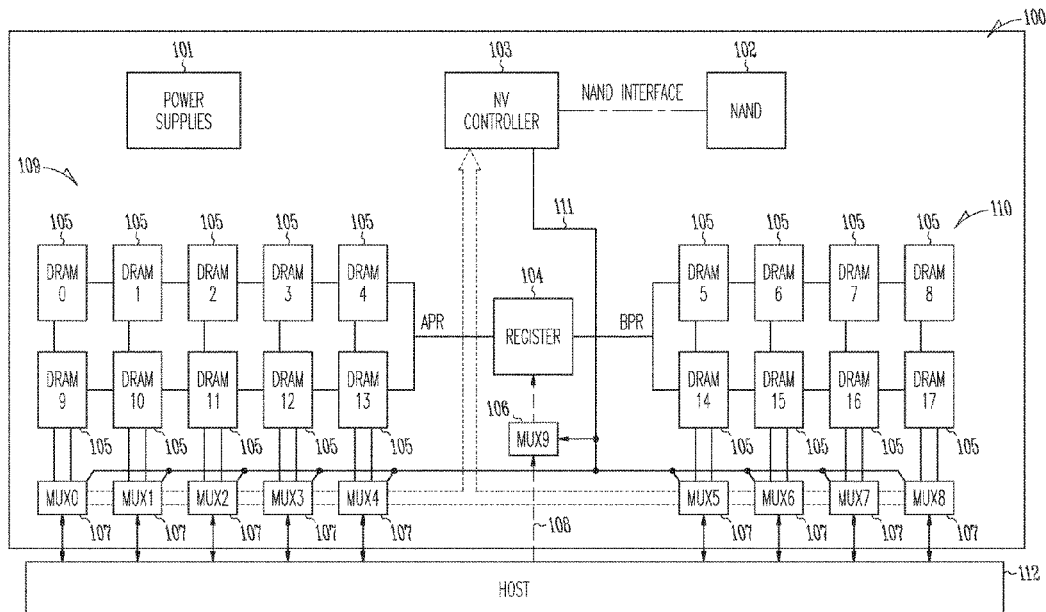 100
101
103
102
POWER
SUPPLIES
NV
CONTROLLER
NAND INTERFACE
NAND
109
110
111
105 105 105 105 105
105 105 105 105
DRAM
0
DRAM
1
DRAM
2
DRAM
3
DRAM
4
104
DRAM
5
DRAM
6
DRAM
7
DRAM
8
APR
REGISTER
BPR
DRAM
9
DRAM
10
DRAM
11
DRAM
12
DRAM
13
DRAM
14
DRAM
15
DRAM
16
DRAM
17
106
MUX9
105 105 105 105 105
105 105 105 105
MUX0 MUX1 MUX2 MUX3 MUX4
MUX5 MUX6 MUX7 MUX8
107 107 107 107 107
108
107 107 107 107
HOST
112